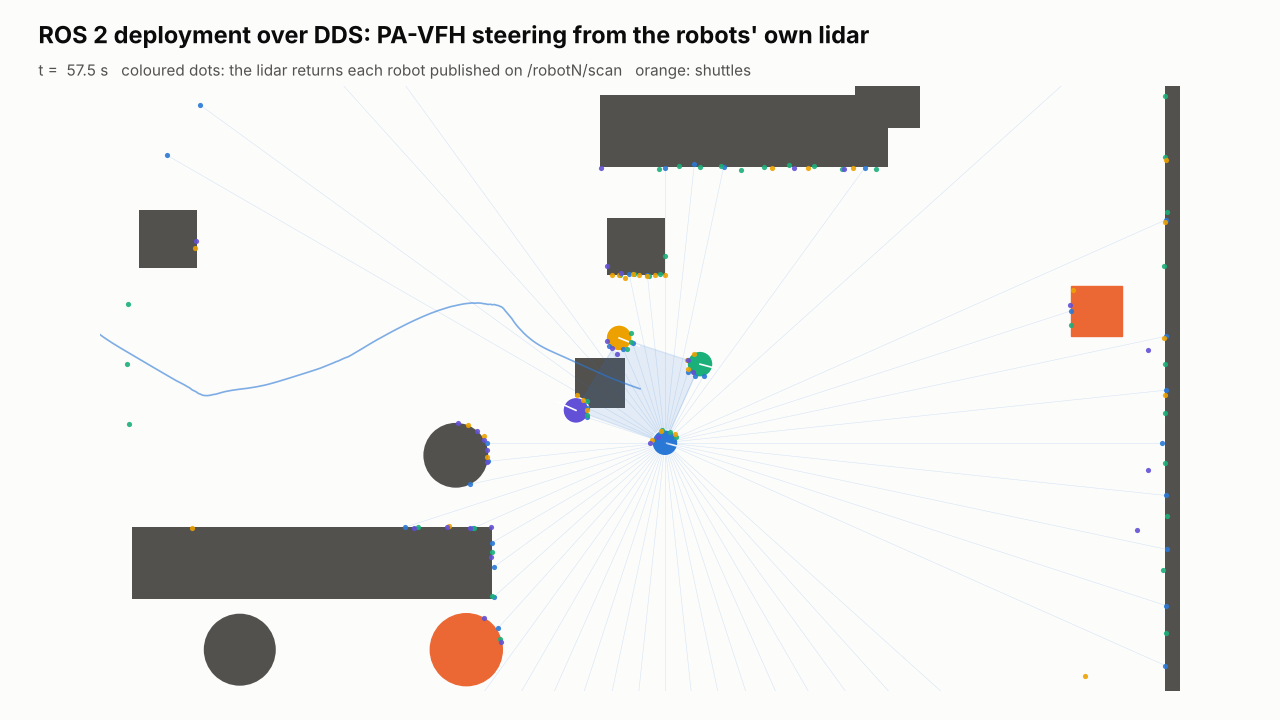 ROS 2 deployment over DDS: PA-VFH steering from the robots' own lidar
t =  57.5 s   coloured dots: the lidar returns each robot published on /robotN/scan   orange: shuttles